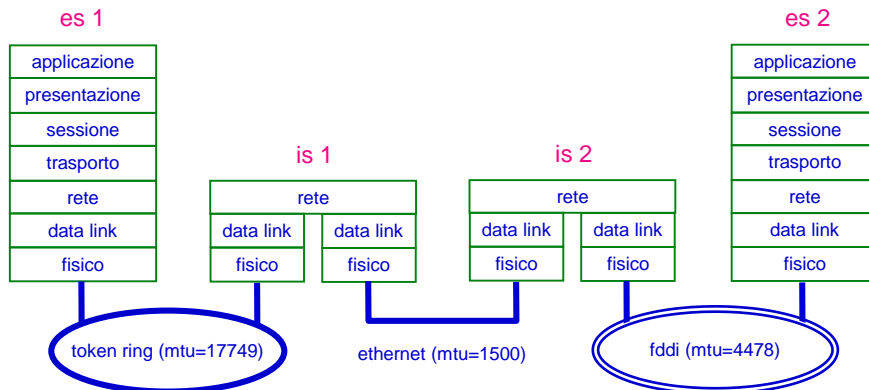 es 1
applicazione
presentazione
sessione
trasporto
rete
data link
fisico
is 1
rete
data link
data link
fisico
fisico
is 2
rete
data link
data link
fisico
fisico
es 2
applicazione
presentazione
sessione
trasporto
rete
data link
fisico
token ring (mtu=17749)
ethernet (mtu=1500)
fddi (mtu=4478)